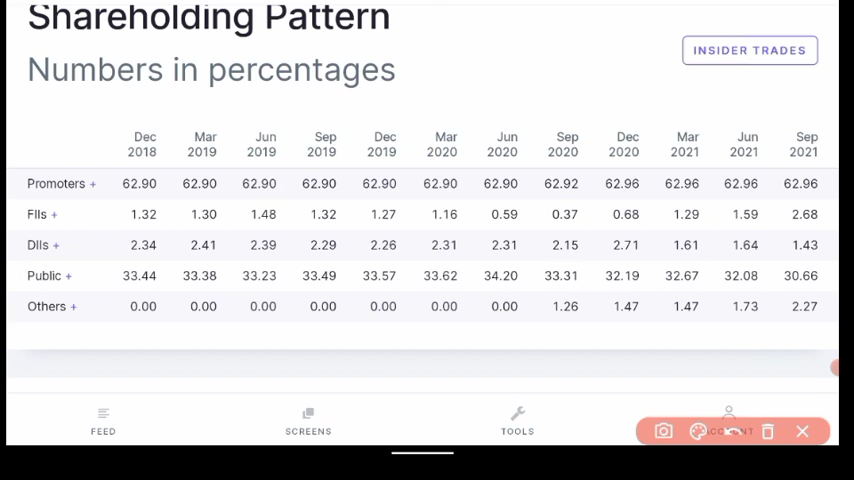 Shareholding Pattern
INSIDER TRADES
Numbers in percentages
Dec 2018 Mar 2019 Jun 2019 Sep 2019 Dec 2019 Mar 2020 Jun 2020 Sep 2020 Dec 2020 Mar 2021 Jun 2021 Sep 2021
Promoters + 62.90 62.90 62.90 62.90 62.90 62.90 62.90 62.92 62.96 62.96 62.96 62.96
FIIs + 1.32 1.30 1.48 1.32 1.27 1.16 0.59 0.37 0.68 1.29 1.59 2.68
DIIs + 2.34 2.41 2.39 2.29 2.26 2.31 2.31 2.15 2.71 1.61 1.64 1.43
Public + 33.44 33.38 33.23 33.49 33.57 33.62 34.20 33.31 32.19 32.67 32.08 30.66
Others + 0.00 0.00 0.00 0.00 0.00 0.00 0.00 1.26 1.47 1.47 1.73 2.27
FEED SCREENS TOOLS